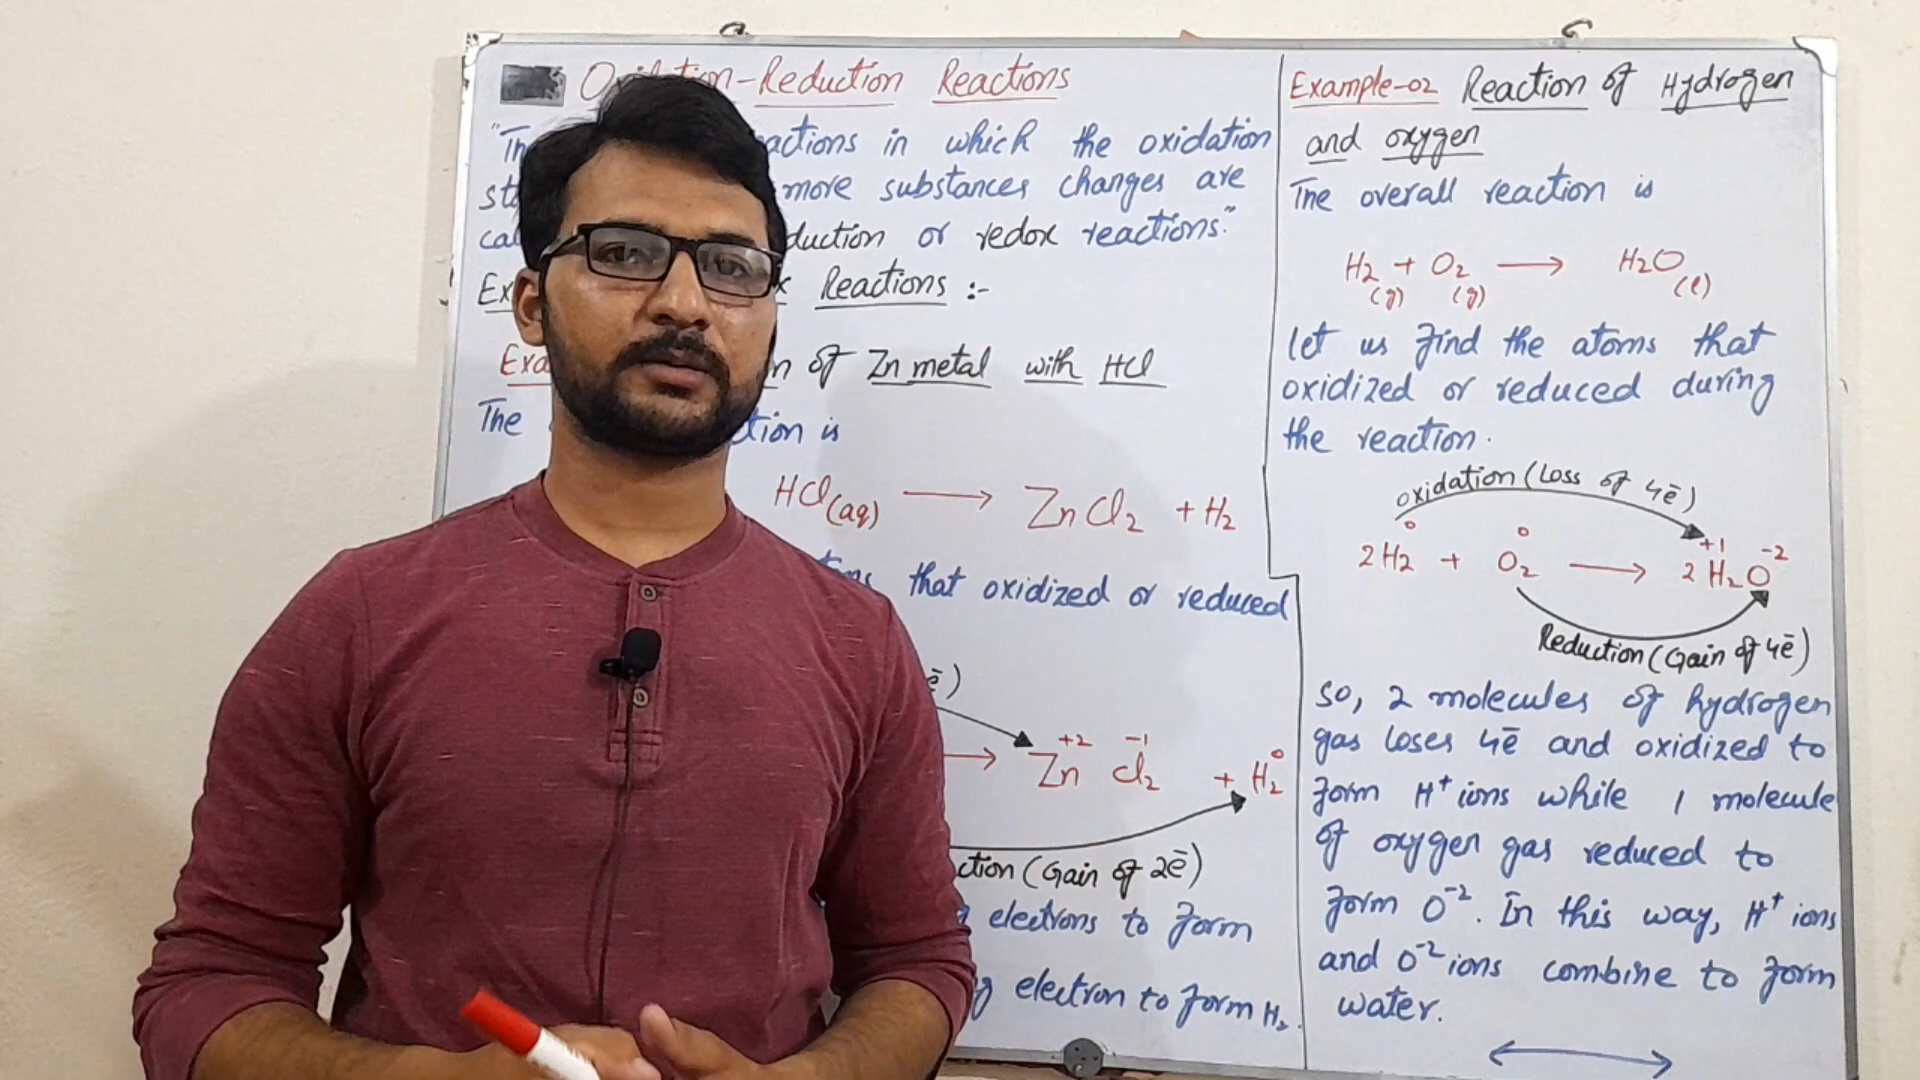 Oxidation-Reduction Reactions
actions in which the oxidation
more substances changes are
duction or redox reactions."
Reactions :-
of Zn metal with HCl
The tion is
HCl(aq) ⟶ ZnCl2 + H2
that oxidized or reduced
ē)
⟶ Zn+2 Cl2-1 + H2°
ction (Gain of 2ē)
electrons to form
electron to form H2.
Example-02 Reaction of Hydrogen
and oxygen
The overall reaction is
H2(g) + O2(g) ⟶ H2O(l)
let us find the atoms that
oxidized or reduced during
the reaction.
oxidation (Loss of 4ē)
2H2° + O2° ⟶ 2H2+1O-2
Reduction (Gain of 4ē)
So, 2 molecules of hydrogen
gas loses 4ē and oxidized to
form H+ ions while 1 molecule
of oxygen gas reduced to
form O-2. In this way, H+ ions
and O-2 ions combine to form
water.